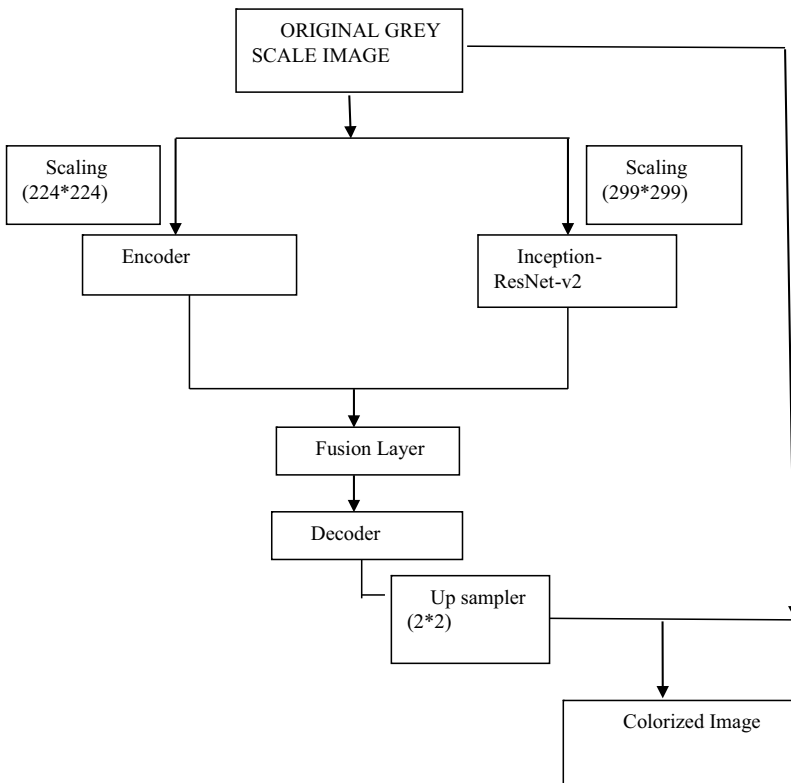 ORIGINAL GREY
SCALE IMAGE
Scaling
(224*224)
Scaling
(299*299)
Encoder
Inception-
ResNet-v2
Fusion Layer
Decoder
Up sampler
(2*2)
Colorized Image